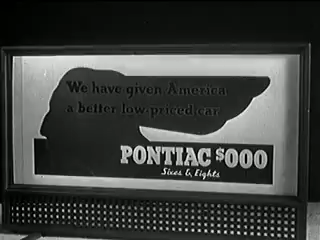 We have given America
a better low-priced car
PONTIAC $000
Sixes & Eights